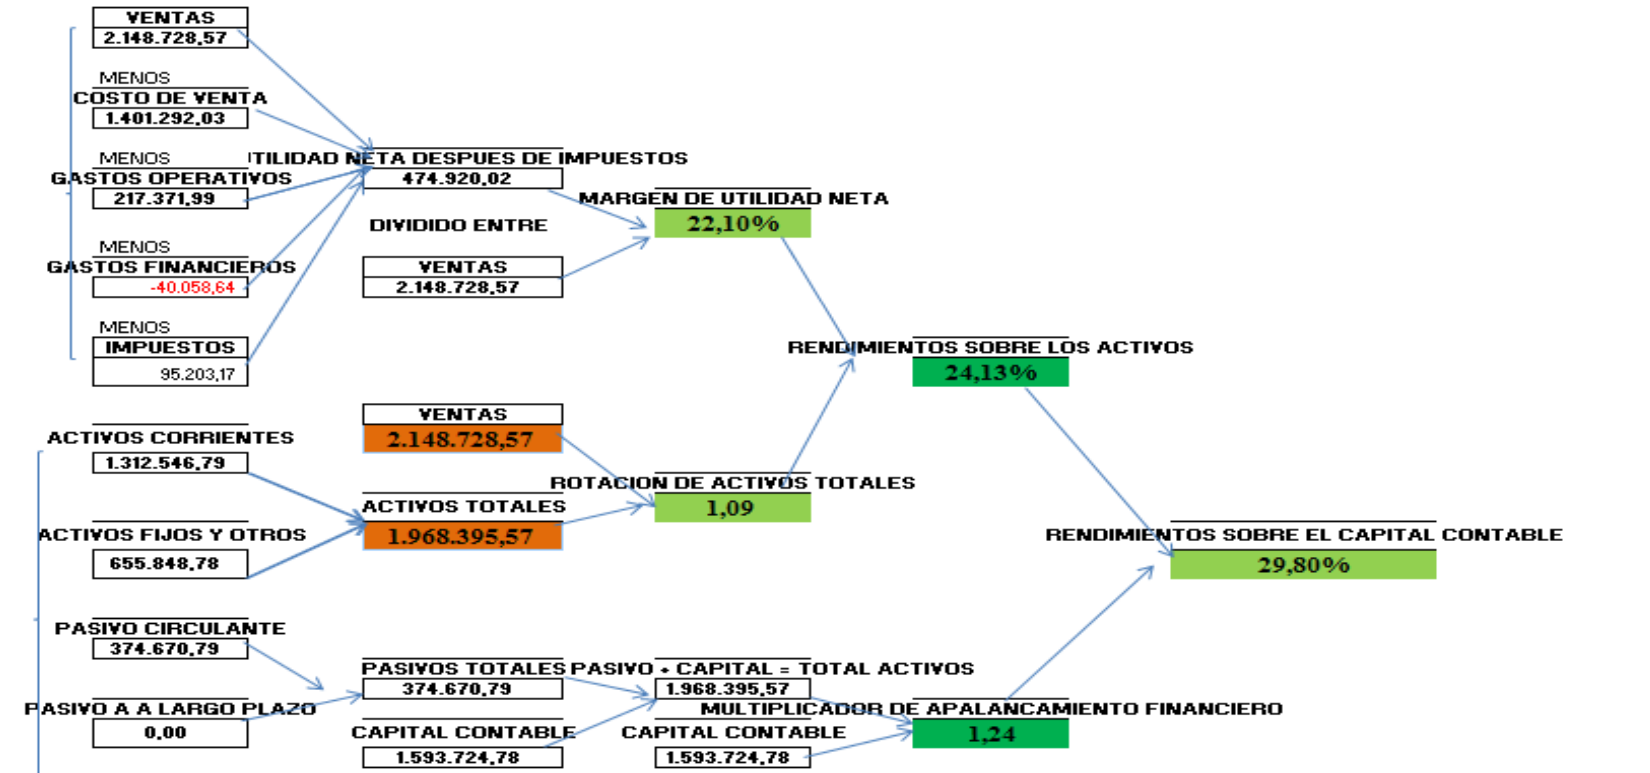 VENTAS
2.148.728,57
MENOS
COSTO DE VENTA
1.401.292,03
MENOS
GASTOS OPERATIVOS
217.371,99
MENOS
GASTOS FINANCIEROS
-40.058,64
MENOS
IMPUESTOS
95.203,17
TILIDAD NETA DESPUES DE IMPUESTOS
474.920,02
DIVIDIDO ENTRE
VENTAS
2.148.728,57
MARGEN DE UTILIDAD NETA
22,10%
RENDIMIENTOS SOBRE LOS ACTIVOS
24,13%
ACTIVOS CORRIENTES
1.312.546,79
ACTIVOS FIJOS Y OTROS
655.848,78
VENTAS
2.148.728,57
ACTIVOS TOTALES
1.968.395,57
ROTACION DE ACTIVOS TOTALES
1,09
RENDIMIENTOS SOBRE EL CAPITAL CONTABLE
29,80%
PASIVO CIRCULANTE
374.670,79
PASIVO A A LARGO PLAZO
0,00
PASIVOS TOTALES
374.670,79
CAPITAL CONTABLE
1.593.724,78
PASIVO + CAPITAL = TOTAL ACTIVOS
1.968.395,57
CAPITAL CONTABLE
1.593.724,78
MULTIPLICADOR DE APALANCAMIENTO FINANCIERO
1,24